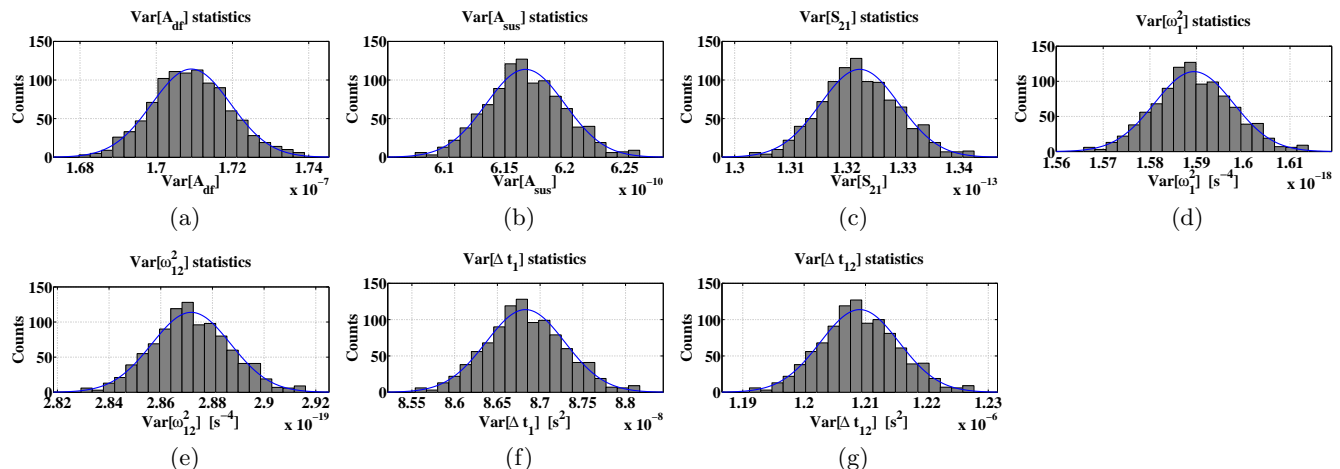 Var[A_df] statistics
Counts
150
100
50
0
1.68 1.7 1.72 1.74
Var[A_df] x 10^−7
(a)
Var[A_sus] statistics
Counts
150
100
50
0
6.1 6.15 6.2 6.25
Var[A_sus] x 10^−10
(b)
Var[S_21] statistics
Counts
150
100
50
0
1.3 1.31 1.32 1.33 1.34
Var[S_21] x 10^−13
(c)
Var[ω_1^2] statistics
Counts
150
100
50
0
1.56 1.57 1.58 1.59 1.6 1.61
Var[ω_1^2] [s^−4] x 10^−18
(d)
Var[ω_12^2] statistics
Counts
150
100
50
0
2.82 2.84 2.86 2.88 2.9 2.92
Var[ω_12^2] [s^−4] x 10^−19
(e)
Var[Δ t_1] statistics
Counts
150
100
50
0
8.55 8.6 8.65 8.7 8.75 8.8
Var[Δ t_1] [s^2] x 10^−8
(f)
Var[Δ t_12] statistics
Counts
150
100
50
0
1.19 1.2 1.21 1.22 1.23
Var[Δ t_12] [s^2] x 10^−6
(g)